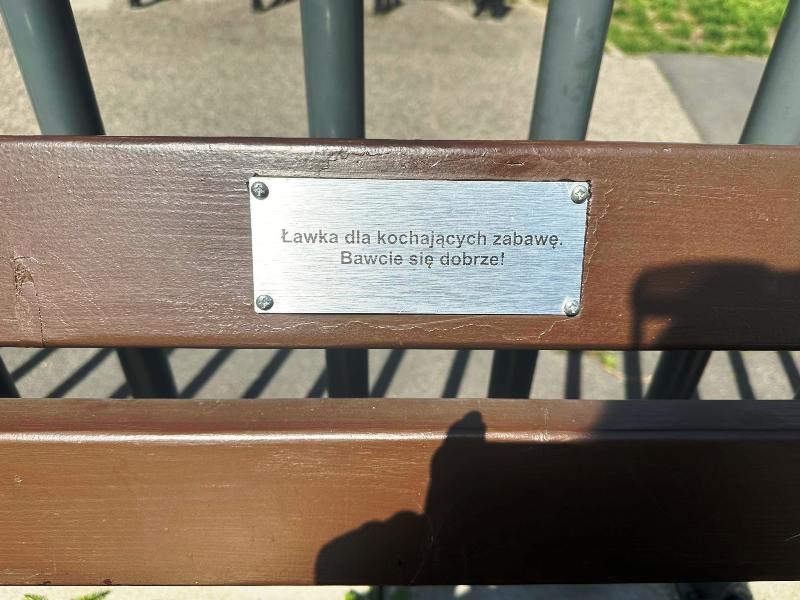 Ławka dla kochających zabawę.
Bawcie się dobrze!